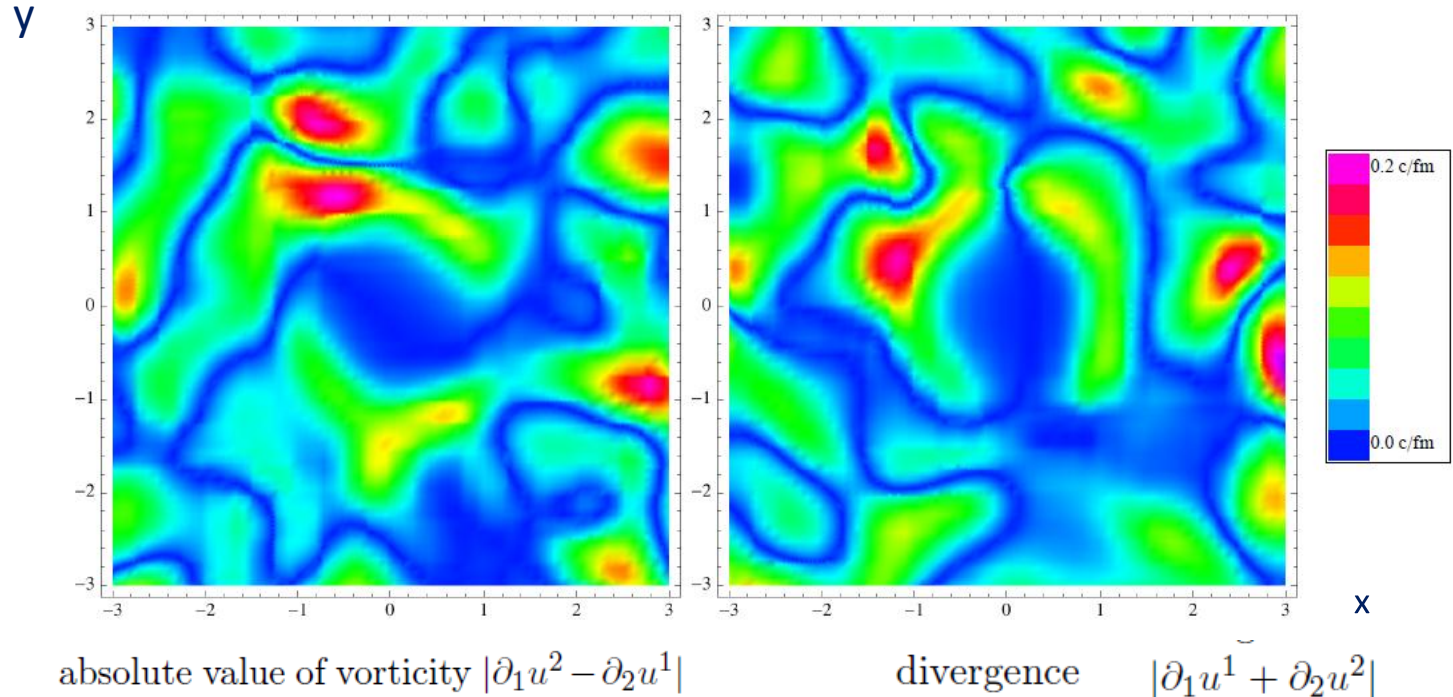 y
3
2
1
0
−1
−2
−3
−3 −2 −1 0 1 2 3
3
2
1
0
−1
−2
−3
−3 −2 −1 0 1 2 3
0.2 c/fm
0.0 c/fm
x
absolute value of vorticity |∂₁u² − ∂₂u¹|
divergence |∂₁u¹ + ∂₂u²|